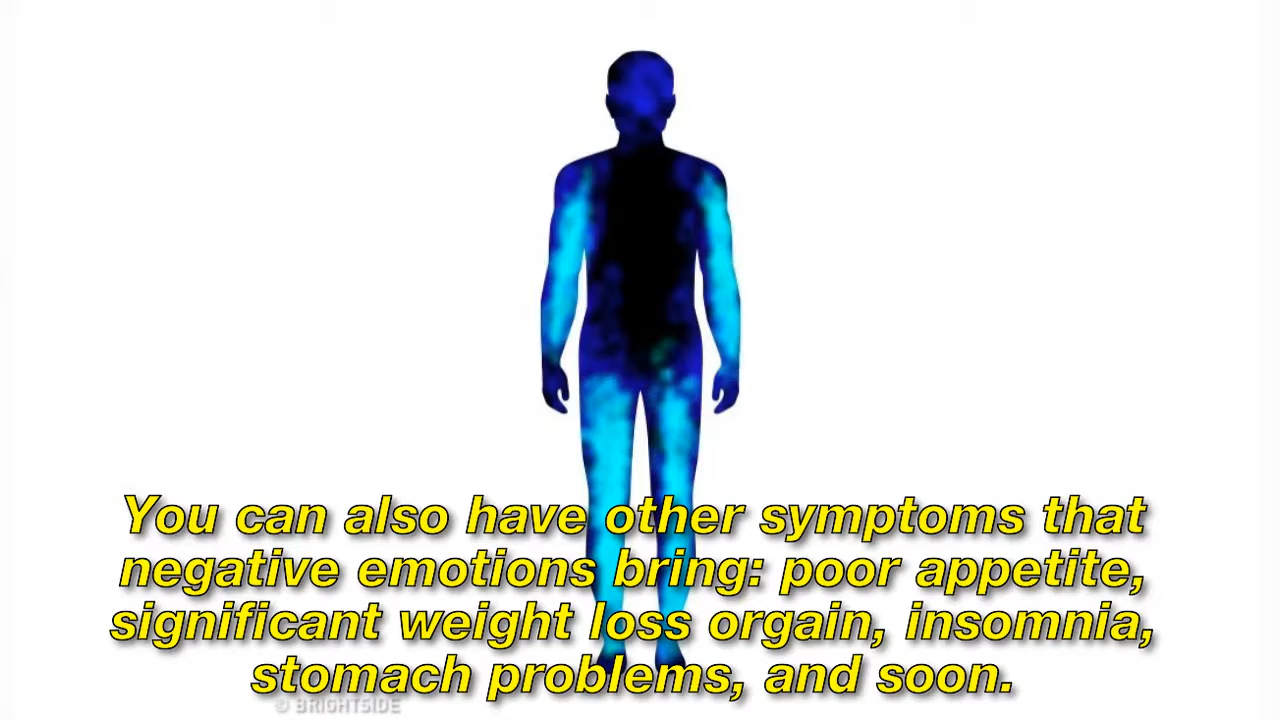 You can also have other symptoms that
negative emotions bring: poor appetite,
significant weight loss orgain, insomnia,
stomach problems, and soon.
© BRIGHTSIDE